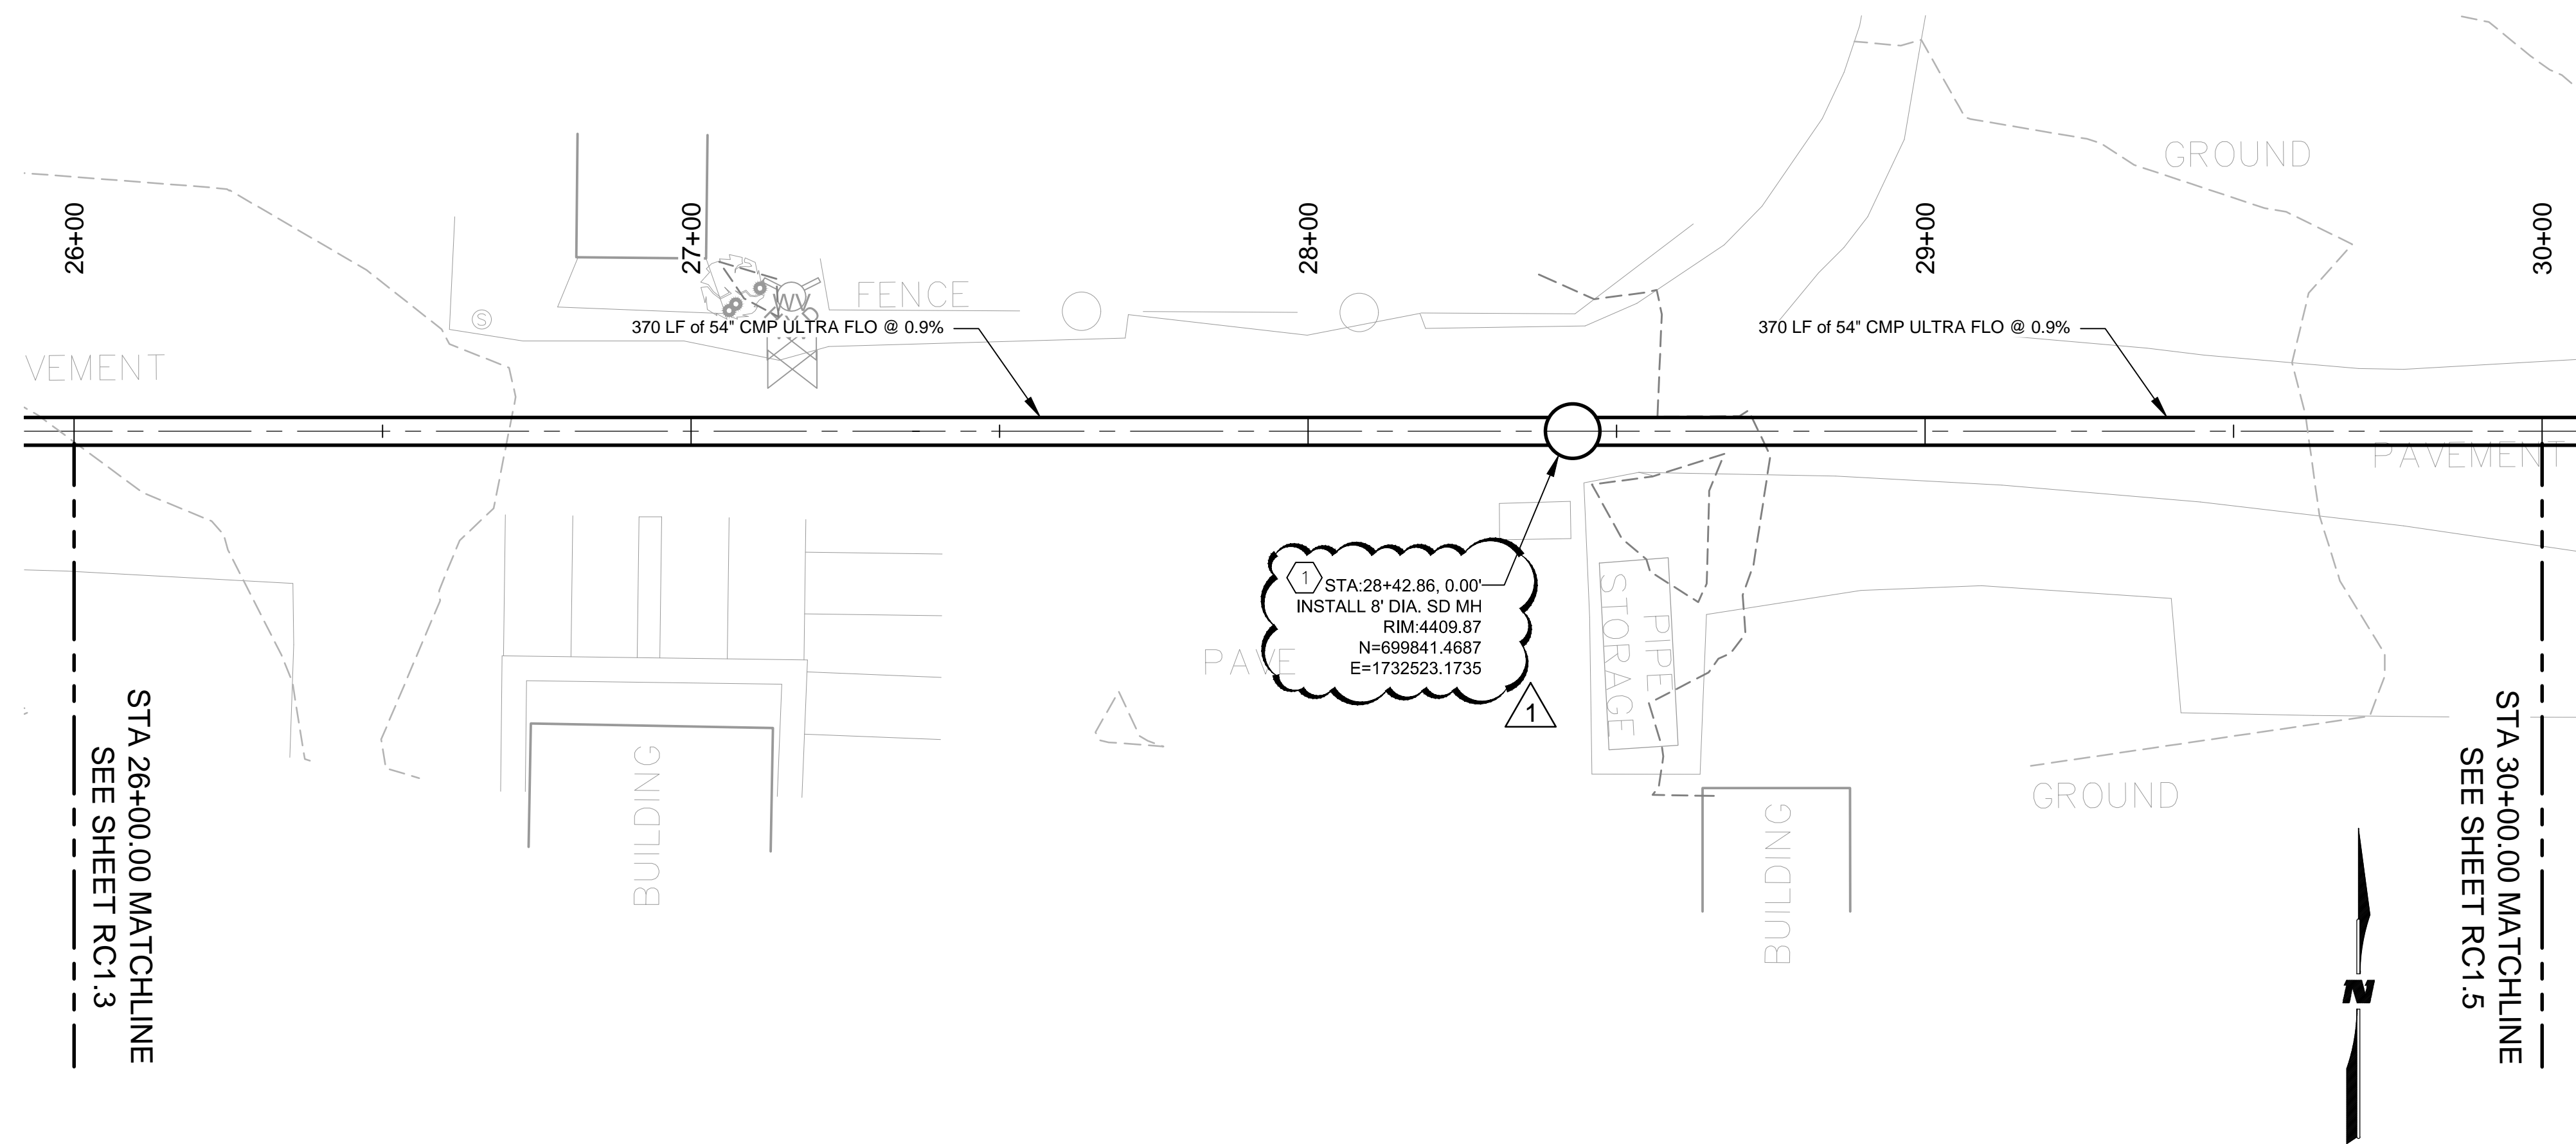 GROUND
26+00
27+00
28+00
29+00
30+00
FENCE
WV
370 LF of 54" CMP ULTRA FLO @ 0.9%
370 LF of 54" CMP ULTRA FLO @ 0.9%
S
VEMENT
PAVEMENT
1
STA:28+42.86, 0.00'
INSTALL 8' DIA. SD MH
RIM:4409.87
N=699841.4687
E=1732523.1735
1
PAVE
PIPE
STORAGE
STA 26+00.00 MATCHLINE
SEE SHEET RC1.3
BUILDING
BUILDING
GROUND
STA 30+00.00 MATCHLINE
SEE SHEET RC1.5
N